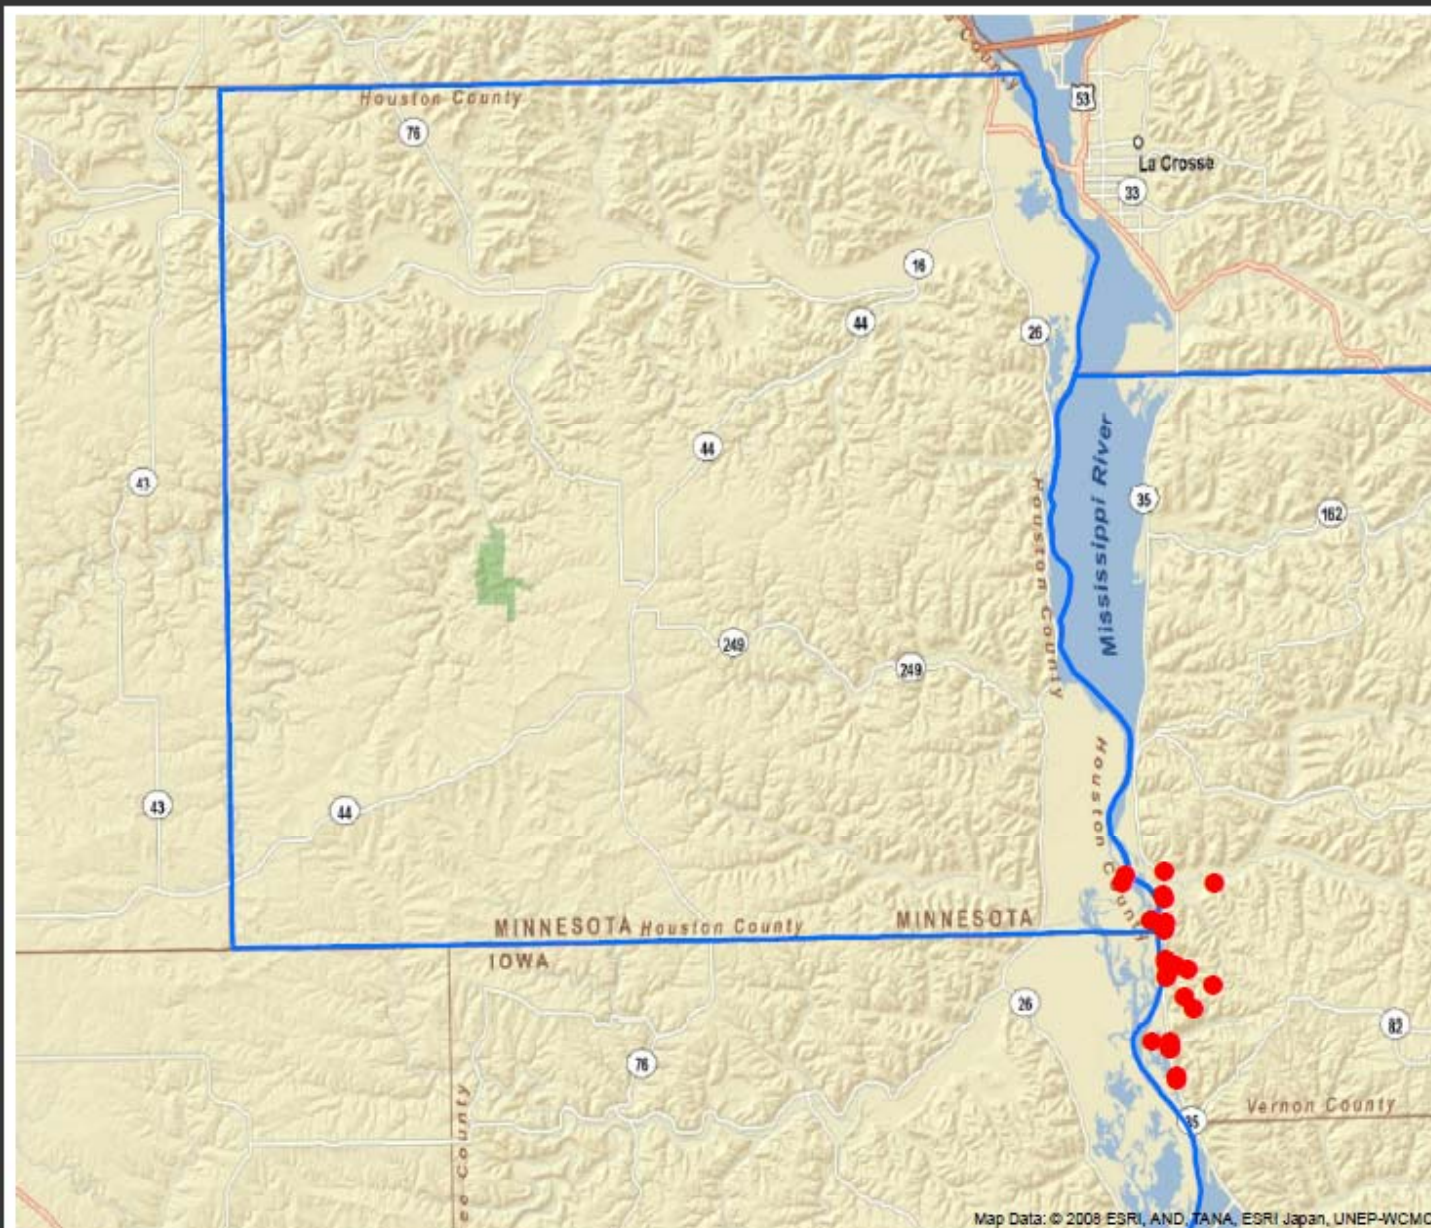 County
Houston County
53
76
La Crosse
33
16
44
26
44
Mississippi River
43
35
162
Houston County
249
249
Houston County
43
44
MINNESOTA Houston County
MINNESOTA
IOWA
26
82
76
Vernon County
35
County
Map Data: © 2008 ESRI, AND, TANA, ESRI Japan, UNEP-WCMC